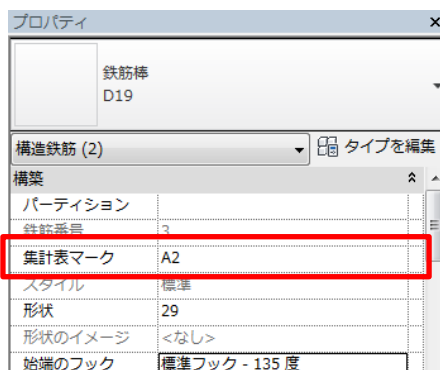 プロパティ
鉄筋棒
D19
構造鉄筋 (2) タイプを編集
構築
パーティション
鉄筋番号 3
集計表マーク A2
スタイル 標準
形状 29
形状のイメージ <なし>
始端のフック 標準フック - 135 度